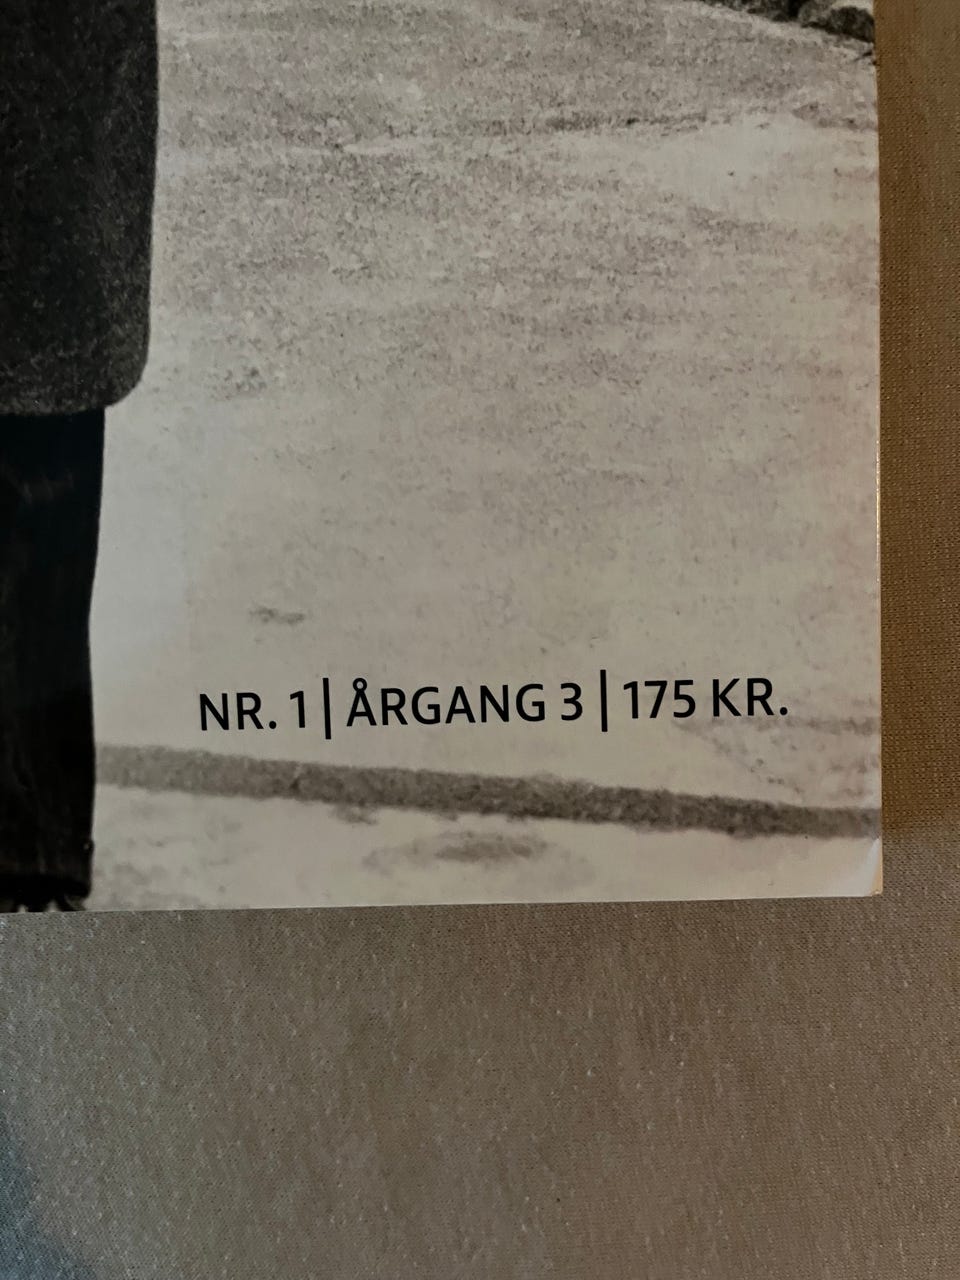 NR. 1 | ÅRGANG 3 | 175 KR.